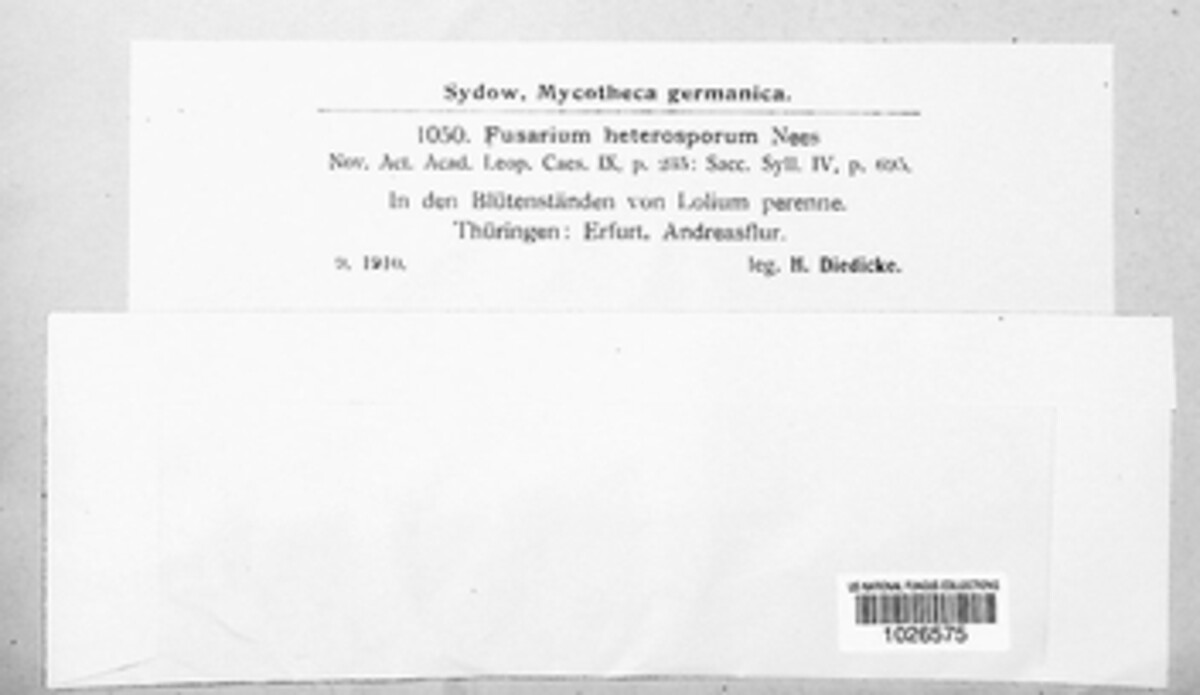 Sydow, Mycotheca germanica.
1050. Fusarium heterosporum Nees
Nov. Act. Acad. Leop. Caes. IX, p. 235: Sacc. Syll. IV, p.
In den Blütenständen von Lolium perenne.
Thüringen: Erfurt, Andreasflur.
9. 1910. leg. H. Diedicke.
US NATIONAL FUNGUS COLLECTIONS
1026575